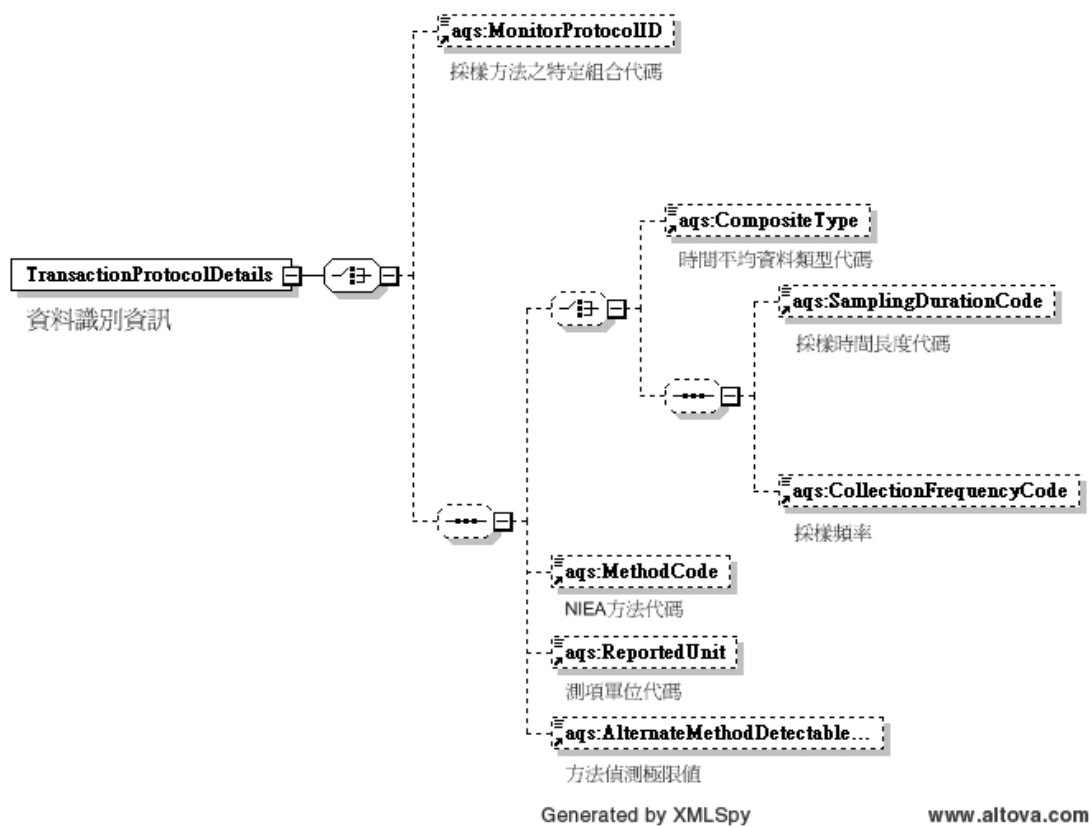 aqs:MonitorProtocolID
採樣方法之特定組合代碼
aqs:CompositeType
時間平均資料類型代碼
TransactionProtocolDetails
資料識別資訊
aqs:SamplingDurationCode
採樣時間長度代碼
aqs:CollectionFrequencyCode
採樣頻率
aqs:MethodCode
NIEA方法代碼
aqs:ReportedUnit
測項單位代碼
aqs:AlternateMethodDetectable...
方法偵測極限值
Generated by XMLSpy
www.altova.com